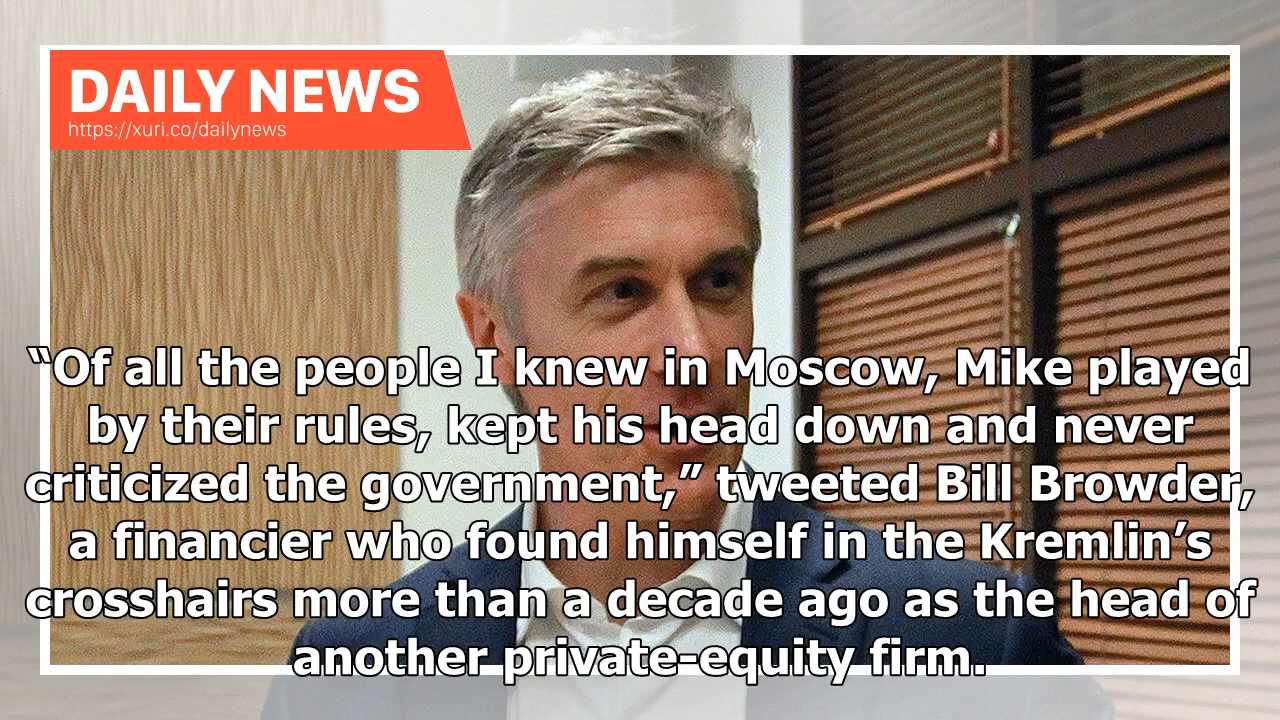 DAILY NEWS
https://xuri.co/dailynews
“Of all the people I knew in Moscow, Mike played
by their rules, kept his head down and never
criticized the government,” tweeted Bill Browder,
a financier who found himself in the Kremlin’s
crosshairs more than a decade ago as the head of
another private-equity firm.